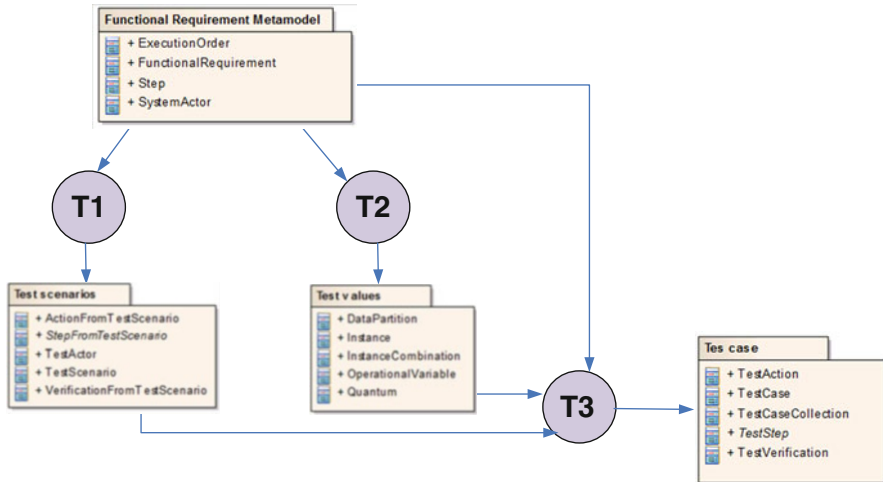 Functional Requirement Metamodel
+ ExecutionOrder
+ FunctionalRequirement
+ Step
+ SystemActor
T1
T2
Test scenarios
+ ActionFromTestScenario
+ StepFromTestScenario
+ TestActor
+ TestScenario
+ VerificationFromTestScenario
Test values
+ DataPartition
+ Instance
+ InstanceCombination
+ OperationalVariable
+ Quantum
T3
Tes case
+ TestAction
+ TestCase
+ TestCaseCollection
+ TestStep
+ TestVerification